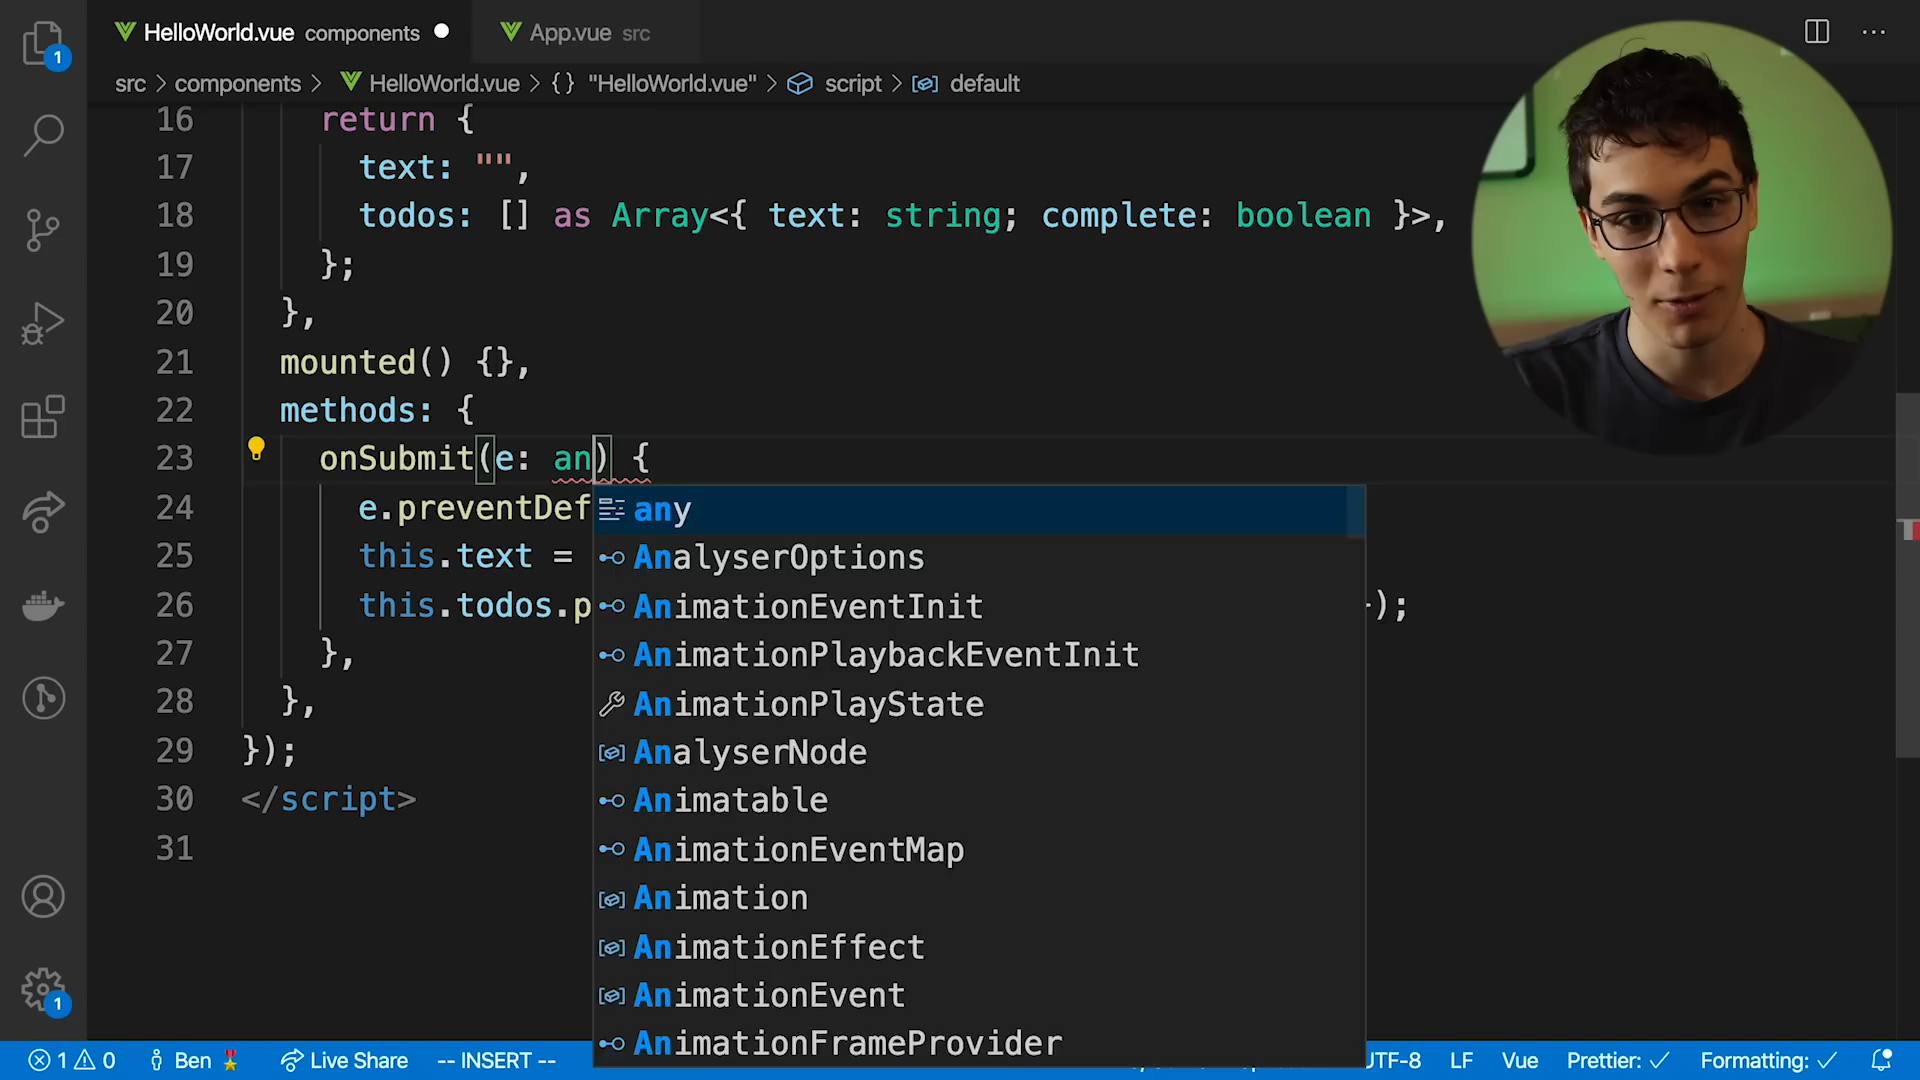 HelloWorld.vue components
App.vue src
src > components > HelloWorld.vue > {} "HelloWorld.vue" > script > default
16 return {
17 text: "",
18 todos: [] as Array<{ text: string; complete: boolean }>,
19 };
20 },
21 mounted() {},
22 methods: {
23 onSubmit(e: an) {
24 e.preventDef
25 this.text =
26 this.todos.p });
27 },
28 },
29 });
30 </script>
31
any
AnalyserOptions
AnimationEventInit
AnimationPlaybackEventInit
AnimationPlayState
AnalyserNode
Animatable
AnimationEventMap
Animation
AnimationEffect
AnimationEvent
AnimationFrameProvider
1
1
1 0 Ben Live Share -- INSERT -- UTF-8 LF Vue Prettier: ✓ Formatting: ✓